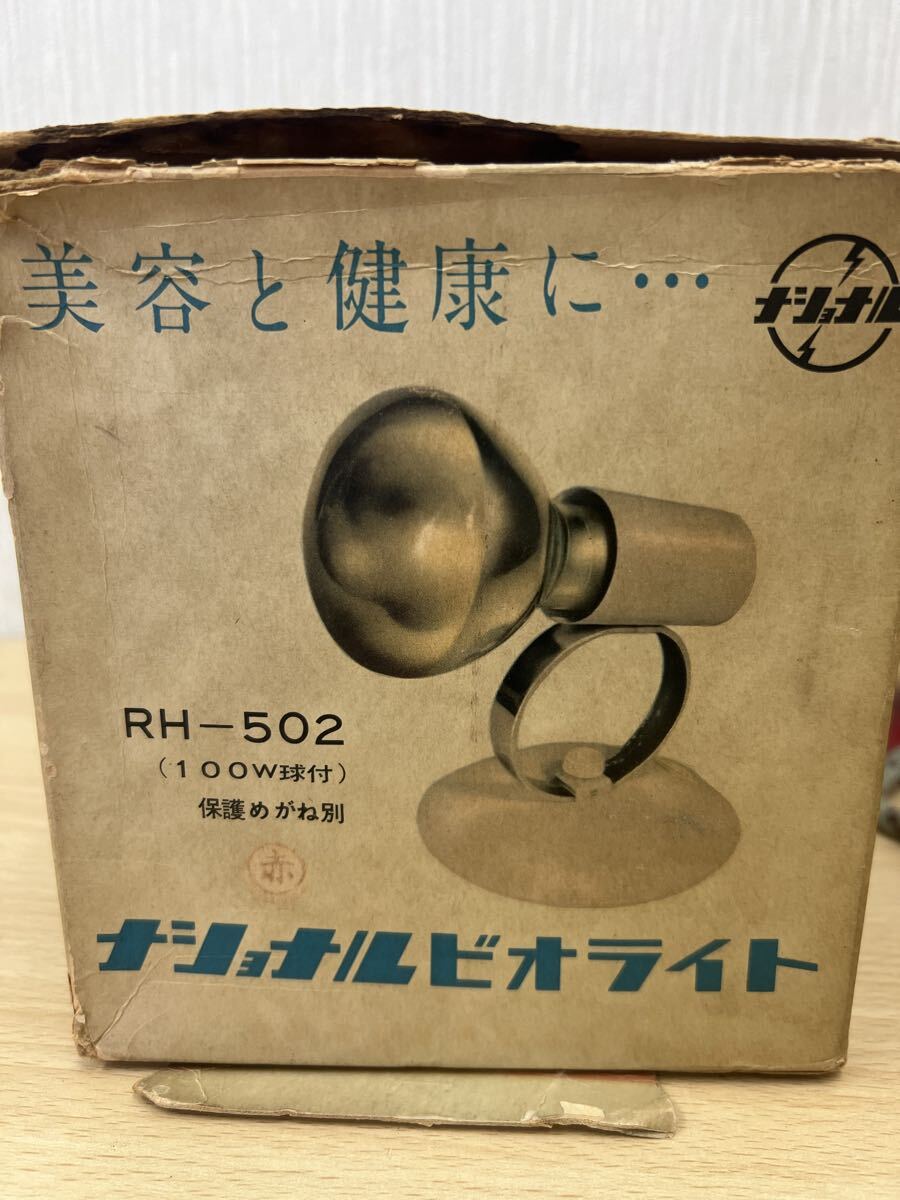 美容と健康に…
ナショナル
RH-502
(100W球付)
保護めがね別
赤
ナショナルビオライト